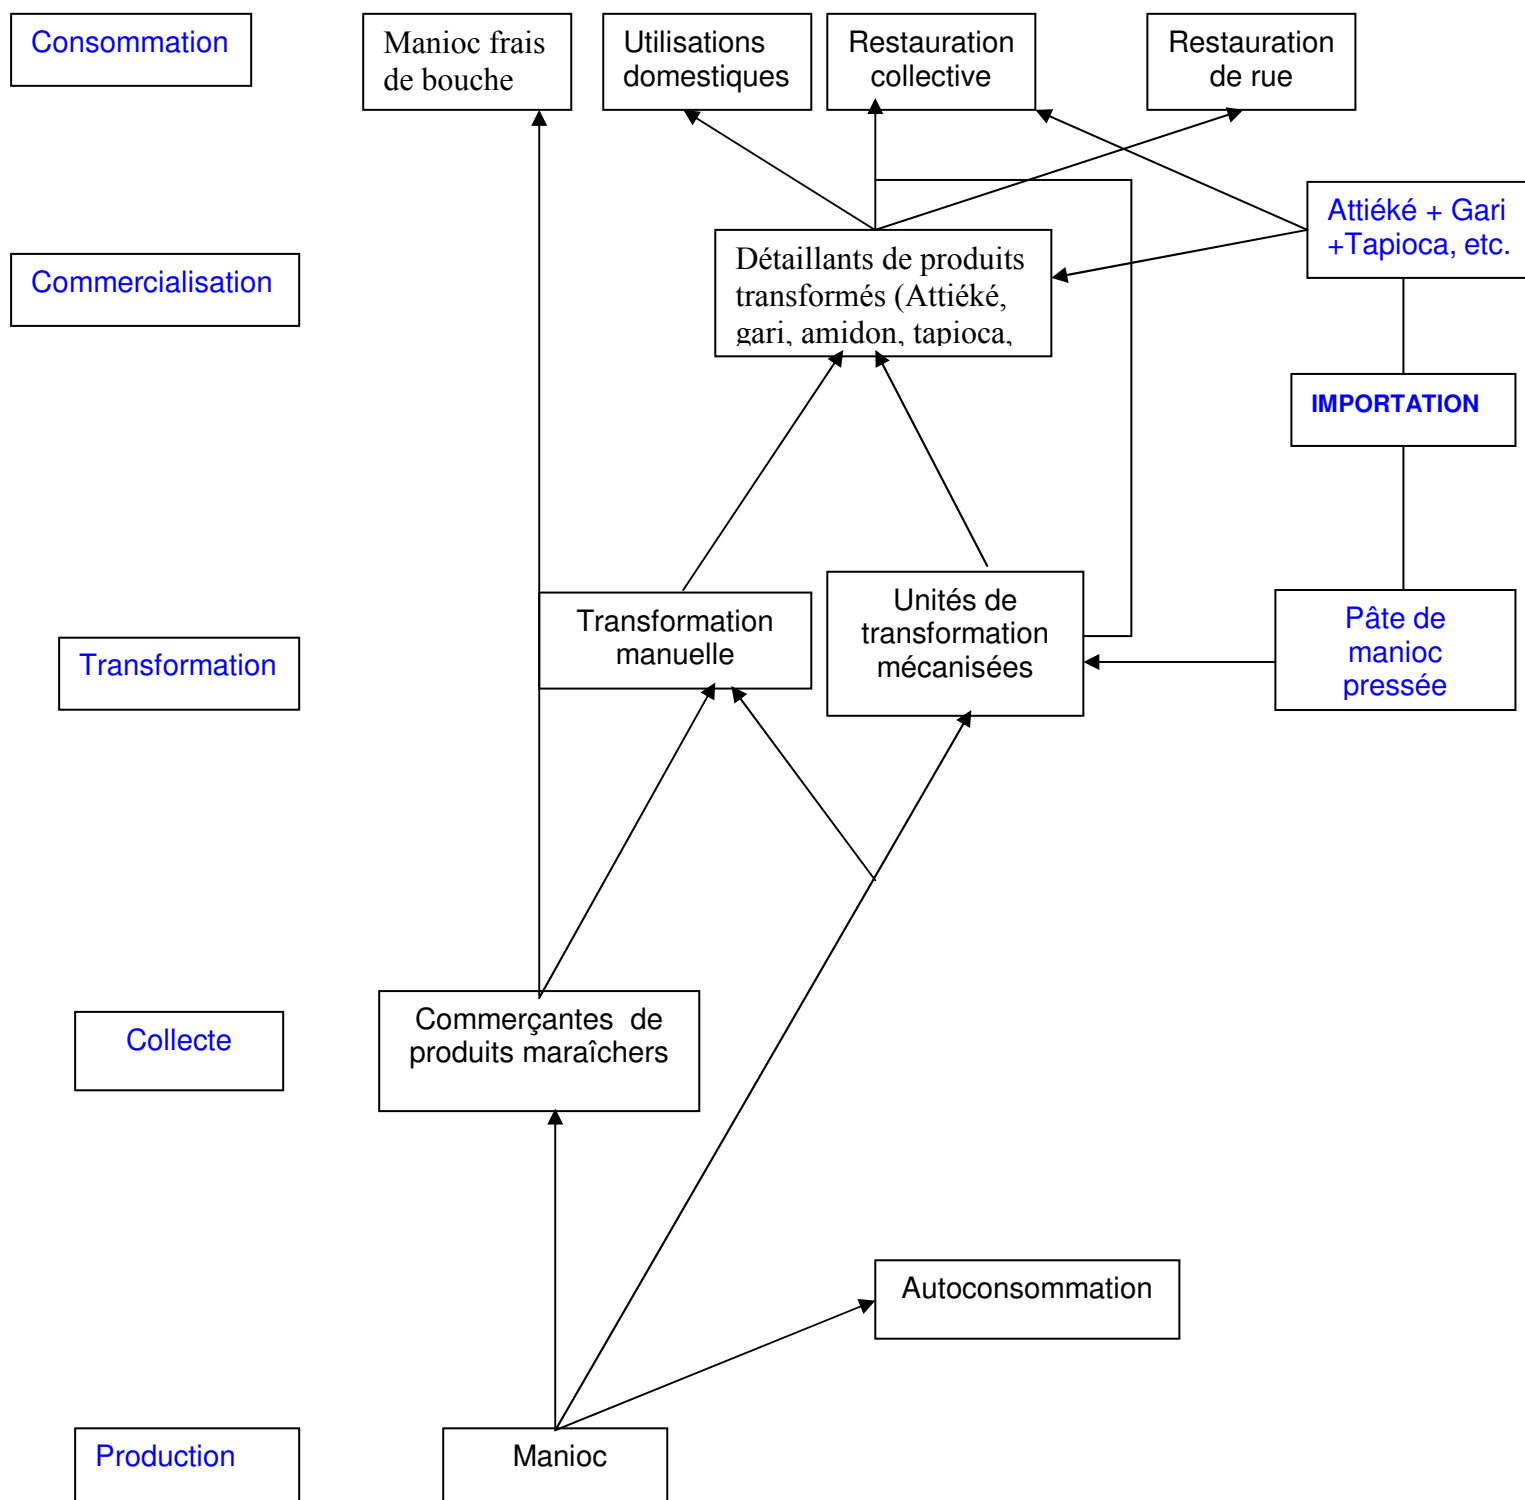 Consommation
Manioc frais
de bouche
Utilisations
domestiques
Restauration
collective
Restauration
de rue
Attiéké + Gari
+Tapioca, etc.
Commercialisation
Détaillants de produits
transformés (Attiéké,
gari, amidon, tapioca,
IMPORTATION
Transformation
Transformation
manuelle
Unités de
transformation
mécanisées
Pâte de
manioc
pressée
Collecte
Commerçantes de
produits maraîchers
Autoconsommation
Production
Manioc